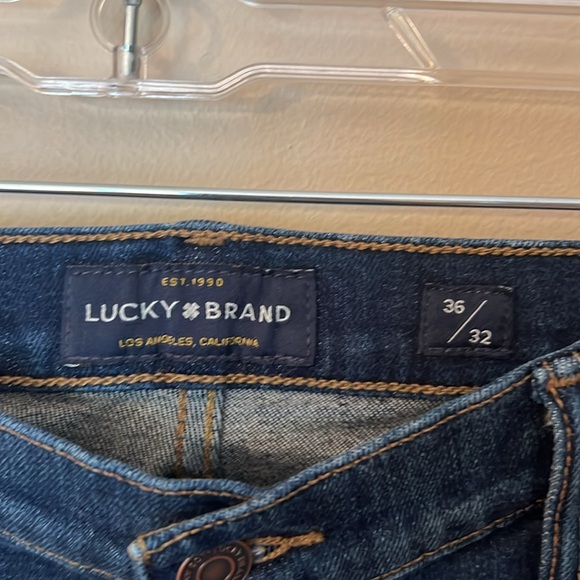 EST. 1990
LUCKY BRAND
LOS ANGELES, CALIFORNIA
36/32